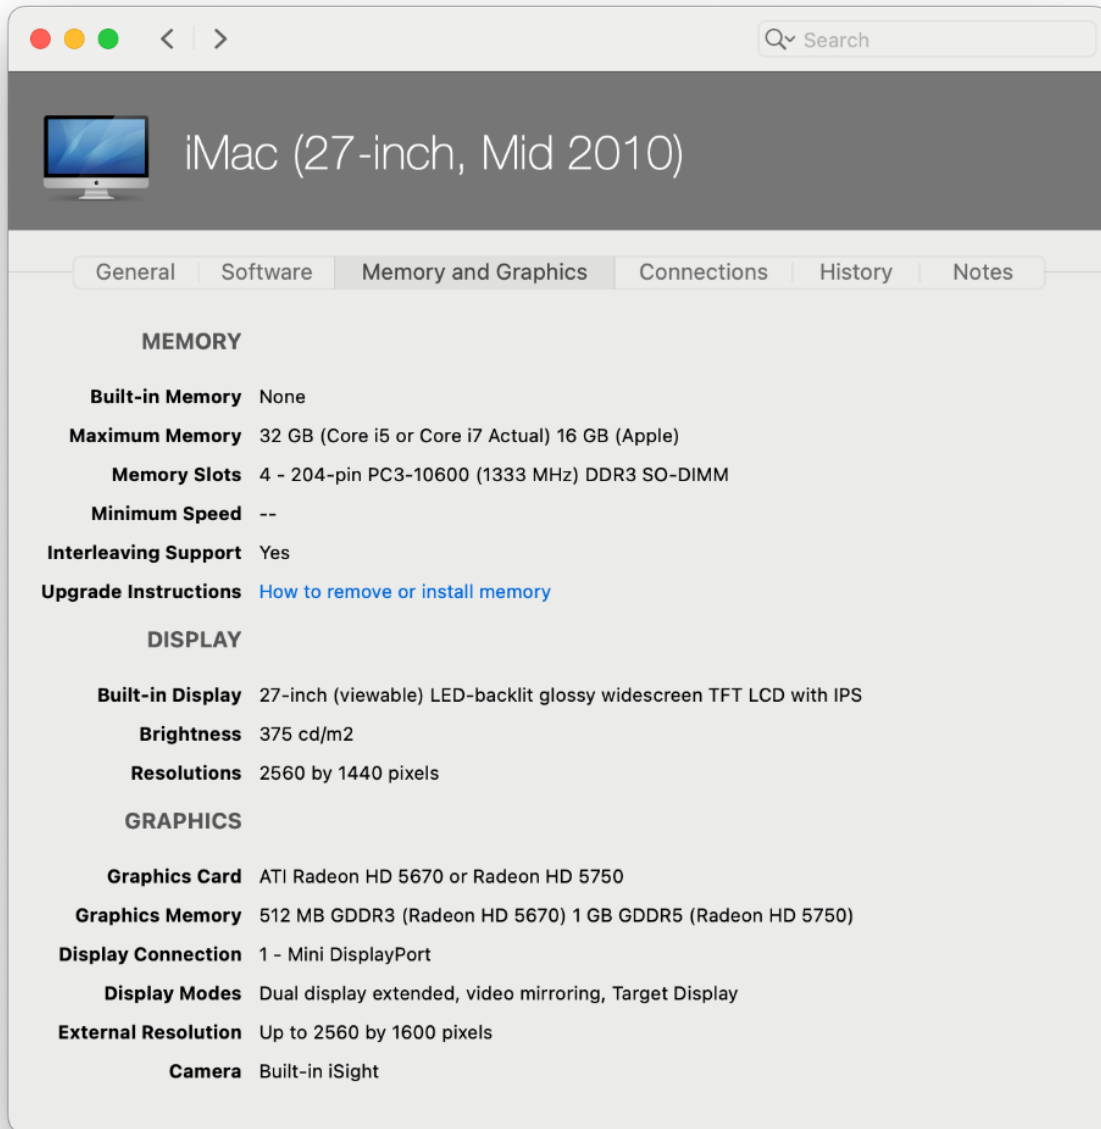 Search
iMac (27-inch, Mid 2010)
General Software Memory and Graphics Connections History Notes
MEMORY
Built-in Memory None
Maximum Memory 32 GB (Core i5 or Core i7 Actual) 16 GB (Apple)
Memory Slots 4 - 204-pin PC3-10600 (1333 MHz) DDR3 SO-DIMM
Minimum Speed --
Interleaving Support Yes
Upgrade Instructions How to remove or install memory
DISPLAY
Built-in Display 27-inch (viewable) LED-backlit glossy widescreen TFT LCD with IPS
Brightness 375 cd/m2
Resolutions 2560 by 1440 pixels
GRAPHICS
Graphics Card ATI Radeon HD 5670 or Radeon HD 5750
Graphics Memory 512 MB GDDR3 (Radeon HD 5670) 1 GB GDDR5 (Radeon HD 5750)
Display Connection 1 - Mini DisplayPort
Display Modes Dual display extended, video mirroring, Target Display
External Resolution Up to 2560 by 1600 pixels
Camera Built-in iSight